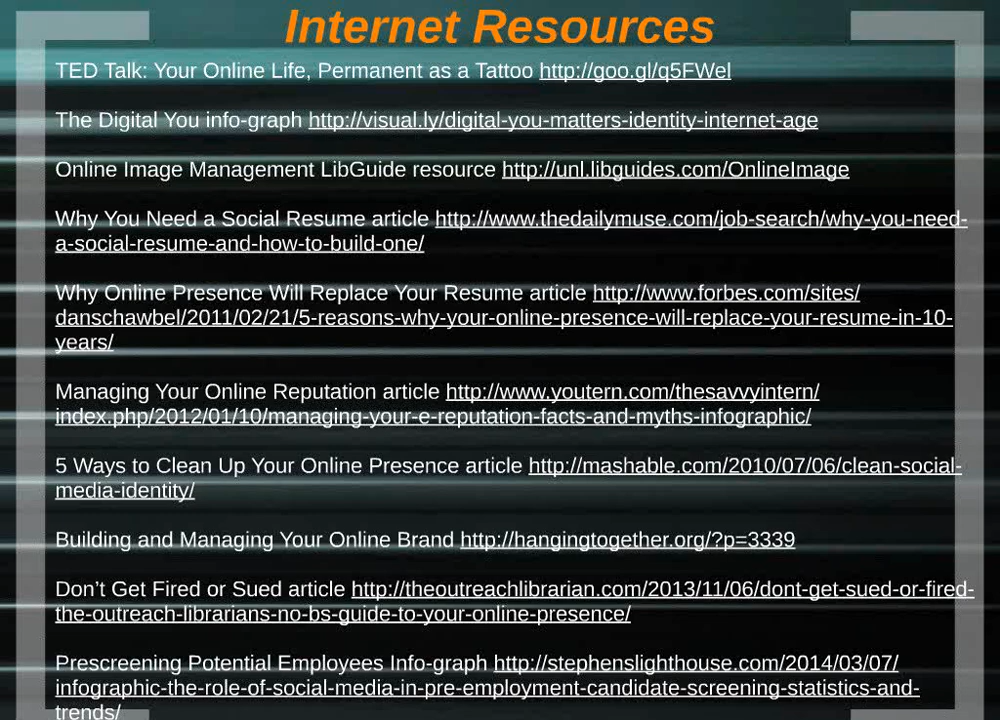 Internet Resources
TED Talk: Your Online Life, Permanent as a Tattoo http://goo.gl/q5FWel
The Digital You info-graph http://visual.ly/digital-you-matters-identity-internet-age
Online Image Management LibGuide resource http://unl.libguides.com/OnlineImage
Why You Need a Social Resume article http://www.thedailymuse.com/job-search/why-you-need-
a-social-resume-and-how-to-build-one/
Why Online Presence Will Replace Your Resume article http://www.forbes.com/sites/
danschawbel/2011/02/21/5-reasons-why-your-online-presence-will-replace-your-resume-in-10-
years/
Managing Your Online Reputation article http://www.youtern.com/thesavvyintern/
index.php/2012/01/10/managing-your-e-reputation-facts-and-myths-infographic/
5 Ways to Clean Up Your Online Presence article http://mashable.com/2010/07/06/clean-social-
media-identity/
Building and Managing Your Online Brand http://hangingtogether.org/?p=3339
Don’t Get Fired or Sued article http://theoutreachlibrarian.com/2013/11/06/dont-get-sued-or-fired-
the-outreach-librarians-no-bs-guide-to-your-online-presence/
Prescreening Potential Employees Info-graph http://stephenslighthouse.com/2014/03/07/
infographic-the-role-of-social-media-in-pre-employment-candidate-screening-statistics-and-
trends/